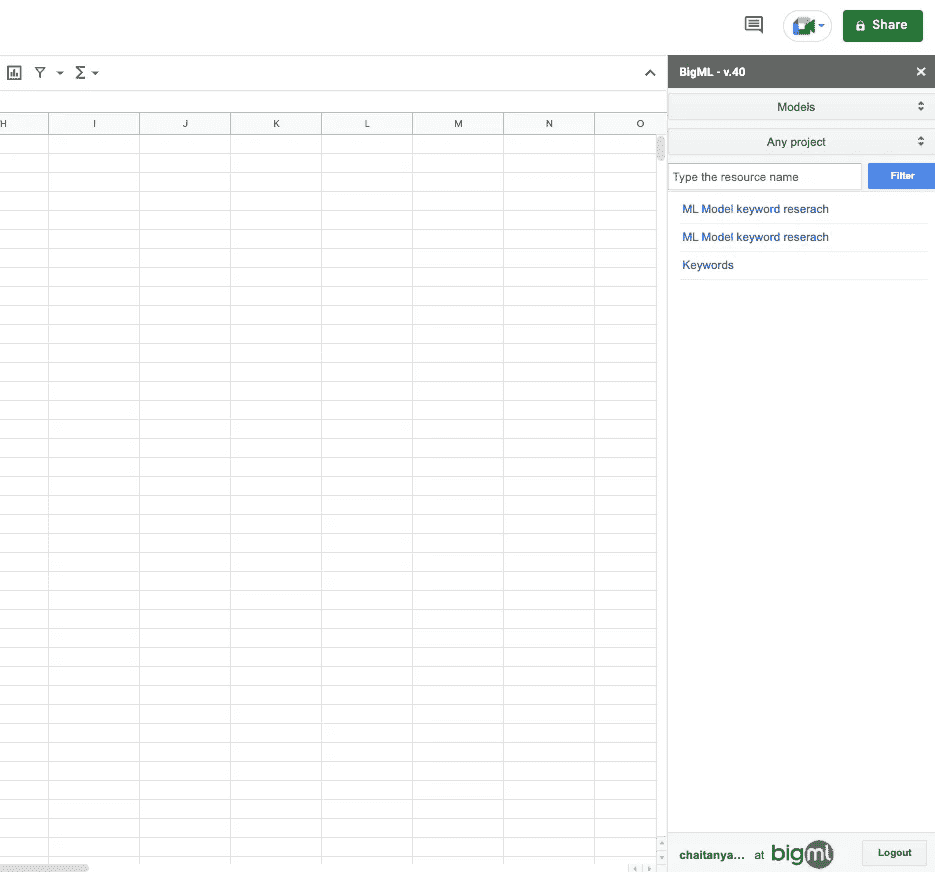 Share
BigML - v.40 ×
Models
Any project
Type the resource name Filter
H I J K L M N O
ML Model keyword reserach
ML Model keyword reserach
Keywords
chaitanya... at bigml Logout